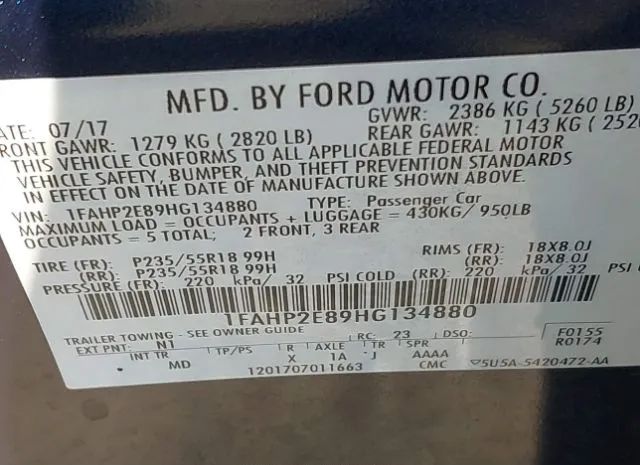 MFD. BY FORD MOTOR CO.
DATE: 07/17 GVWR: 2386 KG ( 5260 LB)
FRONT GAWR: 1279 KG ( 2820 LB) REAR GAWR: 1143 KG ( 2520
THIS VEHICLE CONFORMS TO ALL APPLICABLE FEDERAL MOTOR
VEHICLE SAFETY, BUMPER, AND THEFT PREVENTION STANDARDS
IN EFFECT ON THE DATE OF MANUFACTURE SHOWN ABOVE.
VIN: 1FAHP2E89HG134880 TYPE: Passenger Car
MAXIMUM LOAD = OCCUPANTS + LUGGAGE = 430KG/ 950LB
OCCUPANTS = 5 TOTAL; 2 FRONT, 3 REAR
TIRE (FR): P235/55R18 99H RIMS (FR): 18X8.0J
(RR): P235/55R18 99H (RR): 18X8.0J
PRESSURE (FR): 220 kPa/ 32 PSI COLD (RR): 220 kPa/ 32 PSI
1FAHP2E89HG134880
TRAILER TOWING - SEE OWNER GUIDE
EXT PNT: N1 RC: 23 DSO: F0155
INT TR TP/PS R AXLE TR SPR R0174
MD X 1A J AAAA
1201707011663 CMC 5U5A-5420472-AA